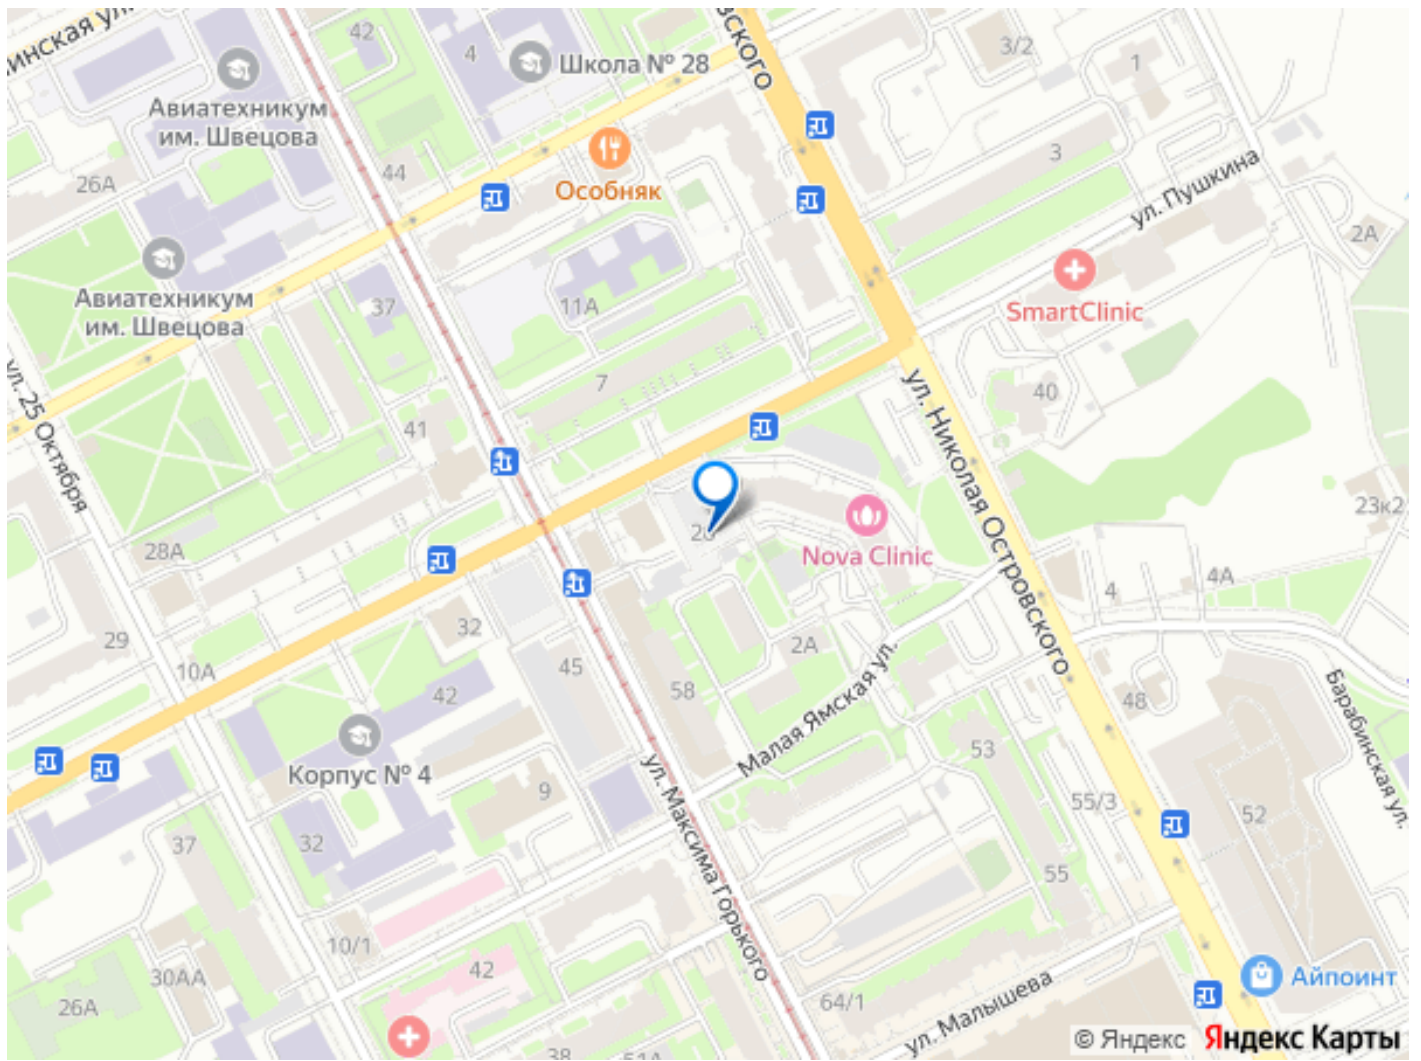 42
4
Школа № 28
3/2
1
Авиатехникум
им. Швецова
26А
44
Особняк
3
ул. Пушкина
2А
SmartClinic
Авиатехникум
им. Швецова
37
11А
7
40
ул. 25 Октября
41
ул. Николая Островского
23к2
28А
Nova Clinic
4
4А
29
32
10А
2А
45
42
58
Малая Ямская ул.
48
53
Барабинская ул.
Корпус № 4
9
55/3
52
37
32
ул. Максима Горького
55
10/1
30АА
42
26А
64/1
ул. Малышева
Айпоинт
38
51А
© Яндекс Яндекс Карты